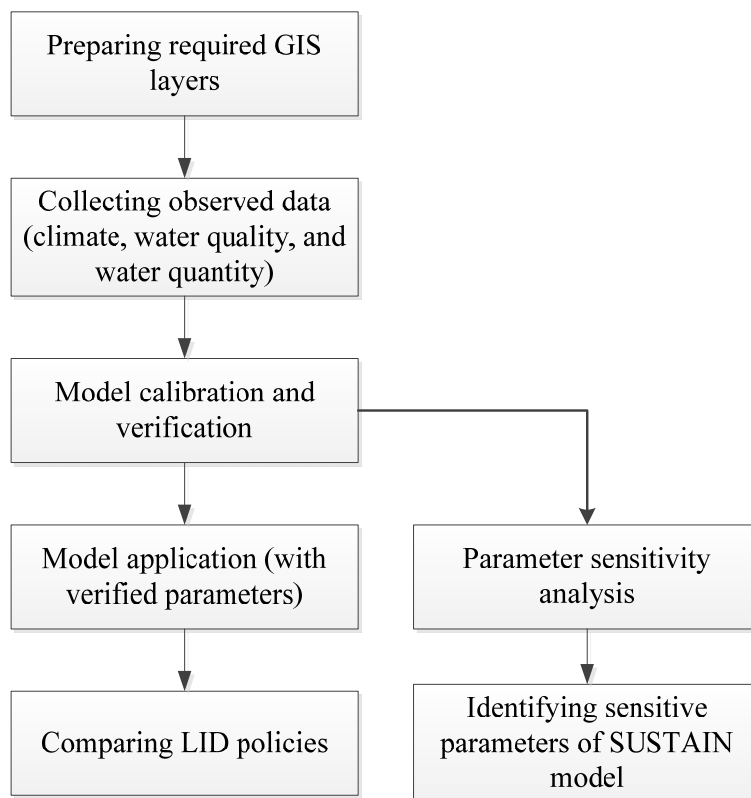 Preparing required GIS
layers
Collecting observed data
(climate, water quality, and
water quantity)
Model calibration and
verification
Model application (with
verified parameters)
Parameter sensitivity
analysis
Comparing LID policies
Identifying sensitive
parameters of SUSTAIN
model